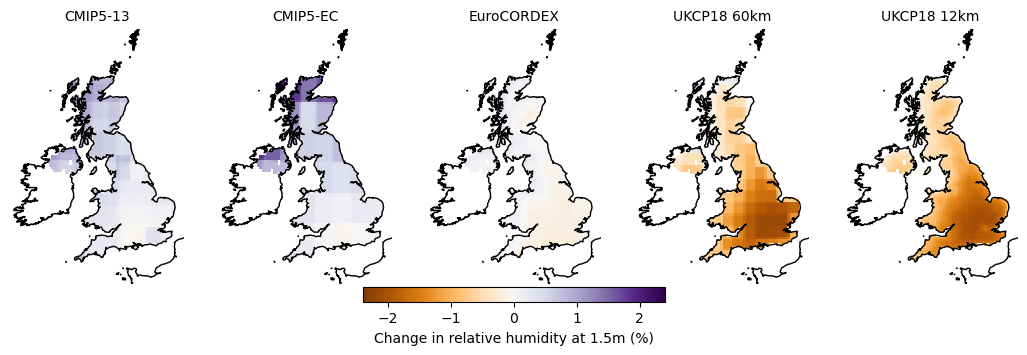 CMIP5-13 CMIP5-EC EuroCORDEX UKCP18 60km UKCP18 12km
−2 −1 0 1 2
Change in relative humidity at 1.5m (%)